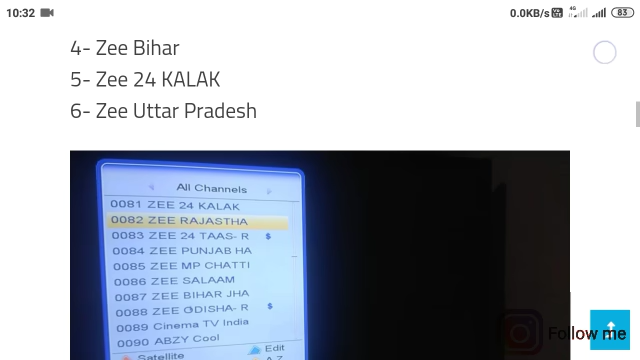 10:32
0.0KB/s 4G 83
4- Zee Bihar
5- Zee 24 KALAK
6- Zee Uttar Pradesh
All Channels
0081 ZEE 24 KALAK
0082 ZEE RAJASTHA
0083 ZEE 24 TAAS- R $
0084 ZEE PUNJAB HA
0085 ZEE MP CHATTI
0086 ZEE SALAAM
0087 ZEE BIHAR JHA
0088 ZEE ODISHA- R $
0089 Cinema TV India
0090 ABZY Cool
Satellite Edit
A-Z
Follow me